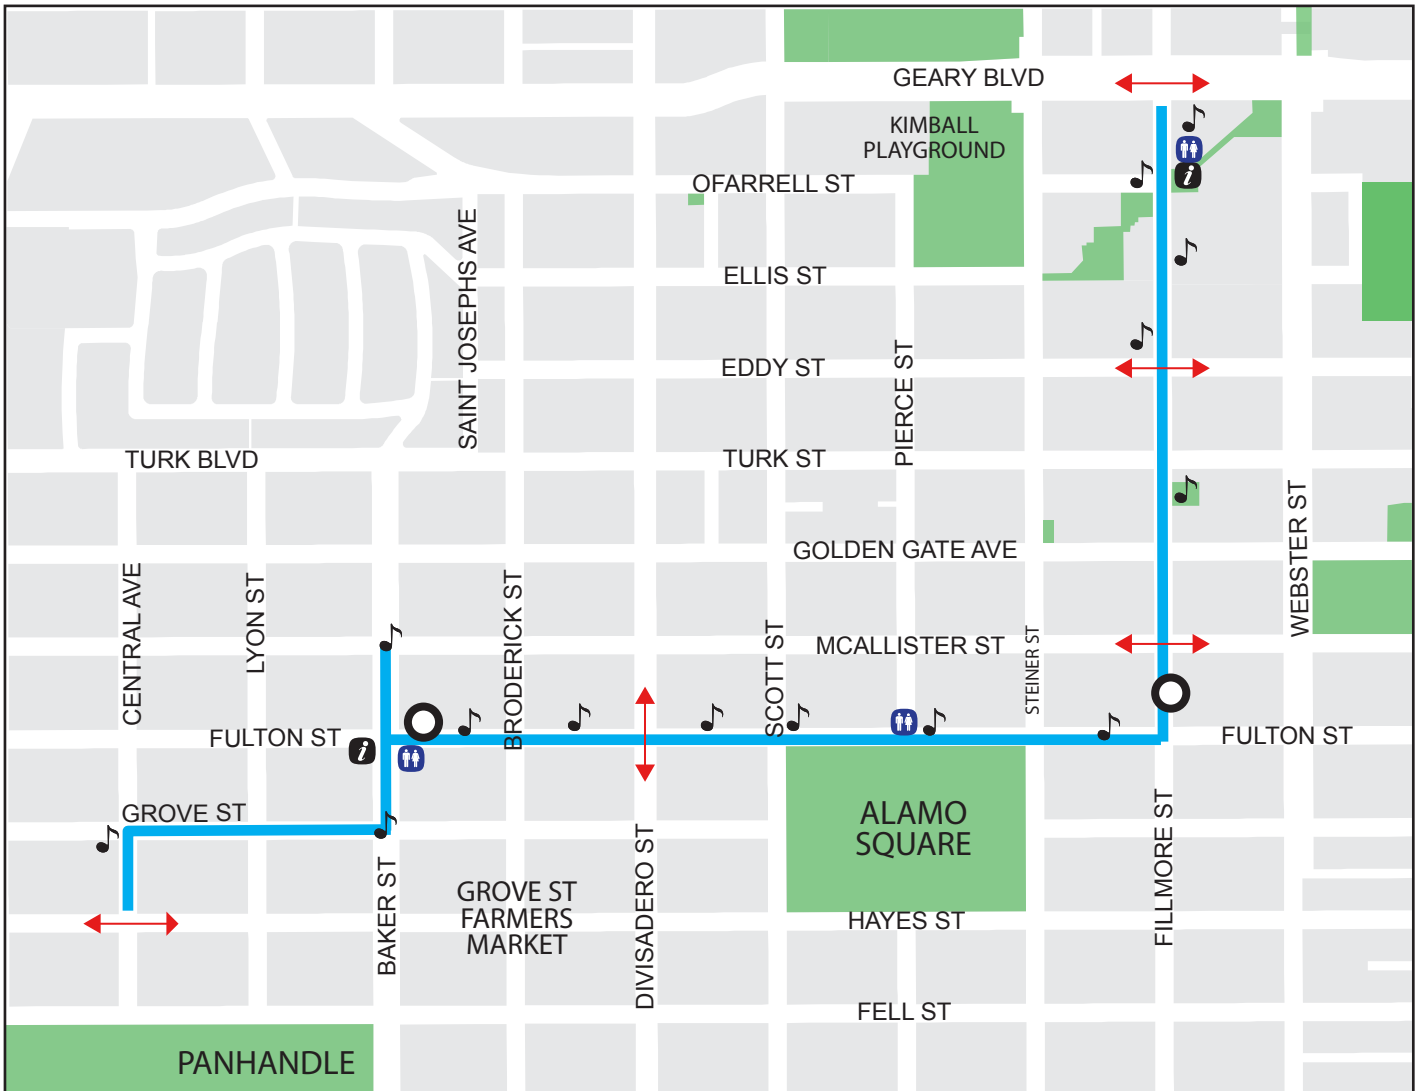 GEARY BLVD
KIMBALL
PLAYGROUND
OFARRELL ST
SAINT JOSEPHS AVE
ELLIS ST
EDDY ST
PIERCE ST
TURK BLVD
TURK ST
WEBSTER ST
GOLDEN GATE AVE
CENTRAL AVE
LYON ST
BRODERICK ST
SCOTT ST
MCALLISTER ST
STEINER ST
FULTON ST
FULTON ST
GROVE ST
ALAMO
SQUARE
FILLMORE ST
BAKER ST
GROVE ST
FARMERS
MARKET
DIVISADERO ST
HAYES ST
FELL ST
PANHANDLE
i
i